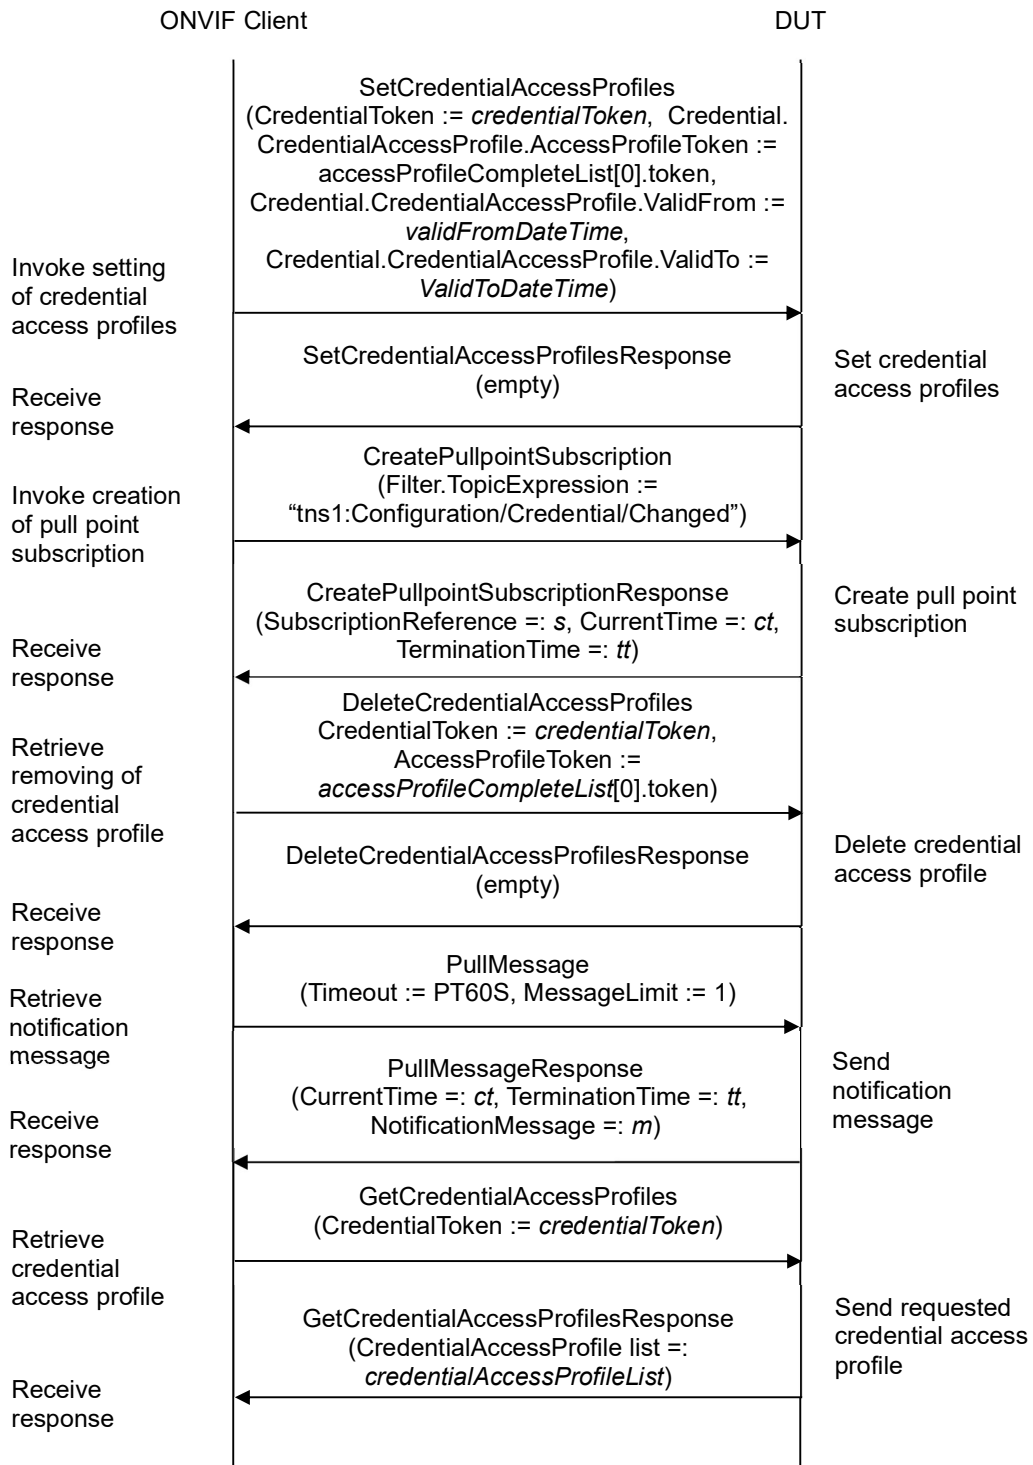 ONVIF Client
DUT
SetCredentialAccessProfiles
(CredentialToken := credentialToken, Credential.
CredentialAccessProfile.AccessProfileToken :=
accessProfileCompleteList[0].token,
Credential.CredentialAccessProfile.ValidFrom :=
validFromDateTime,
Credential.CredentialAccessProfile.ValidTo :=
ValidToDateTime)
Invoke setting
of credential
access profiles
SetCredentialAccessProfilesResponse
(empty)
Set credential
access profiles
Receive
response
CreatePullpointSubscription
(Filter.TopicExpression :=
“tns1:Configuration/Credential/Changed”)
Invoke creation
of pull point
subscription
CreatePullpointSubscriptionResponse
(SubscriptionReference =: s, CurrentTime =: ct,
TerminationTime =: tt)
Create pull point
subscription
Receive
response
DeleteCredentialAccessProfiles
CredentialToken := credentialToken,
AccessProfileToken :=
accessProfileCompleteList[0].token)
Retrieve
removing of
credential
access profile
DeleteCredentialAccessProfilesResponse
(empty)
Delete credential
access profile
Receive
response
PullMessage
(Timeout := PT60S, MessageLimit := 1)
Retrieve
notification
message
PullMessageResponse
(CurrentTime =: ct, TerminationTime =: tt,
NotificationMessage =: m)
Send
notification
message
Receive
response
GetCredentialAccessProfiles
(CredentialToken := credentialToken)
Retrieve
credential
access profile
GetCredentialAccessProfilesResponse
(CredentialAccessProfile list =:
credentialAccessProfileList)
Send requested
credential access
profile
Receive
response